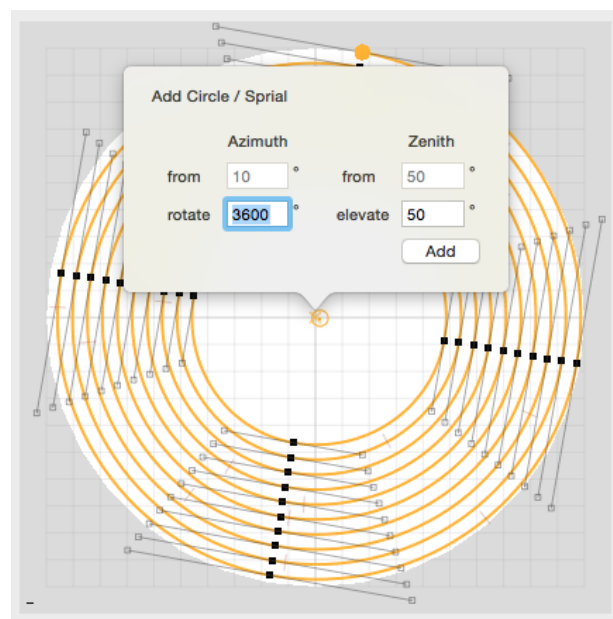 Add Circle / Sprial
Azimuth Zenith
from 10 ° from 50 °
rotate 3600 ° elevate 50 °
Add